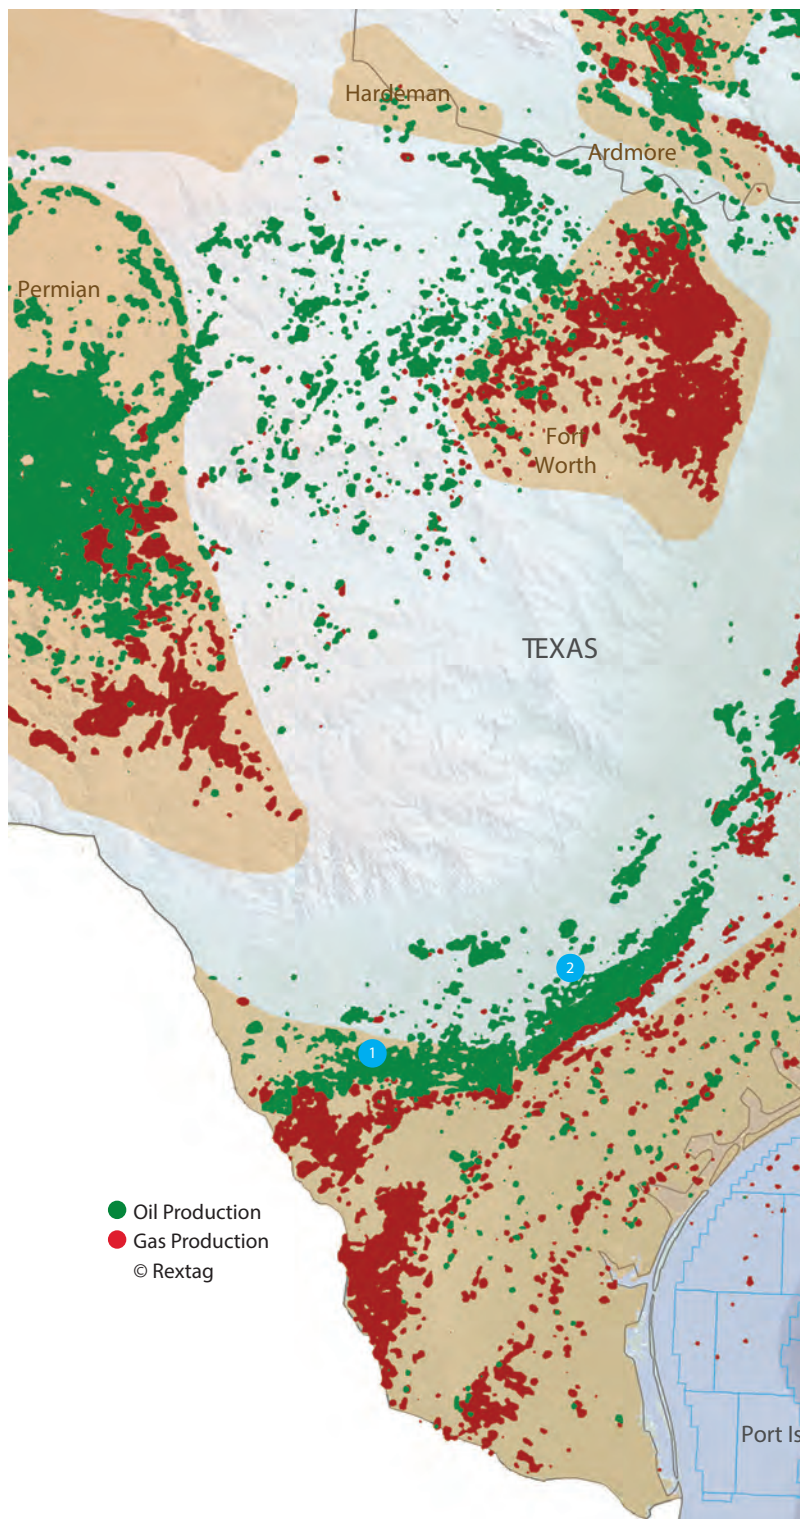 Hardeman
Ardmore
Permian
Fort
Worth
TEXAS
2
1
Oil Production
Gas Production
© Rextag
Port Is